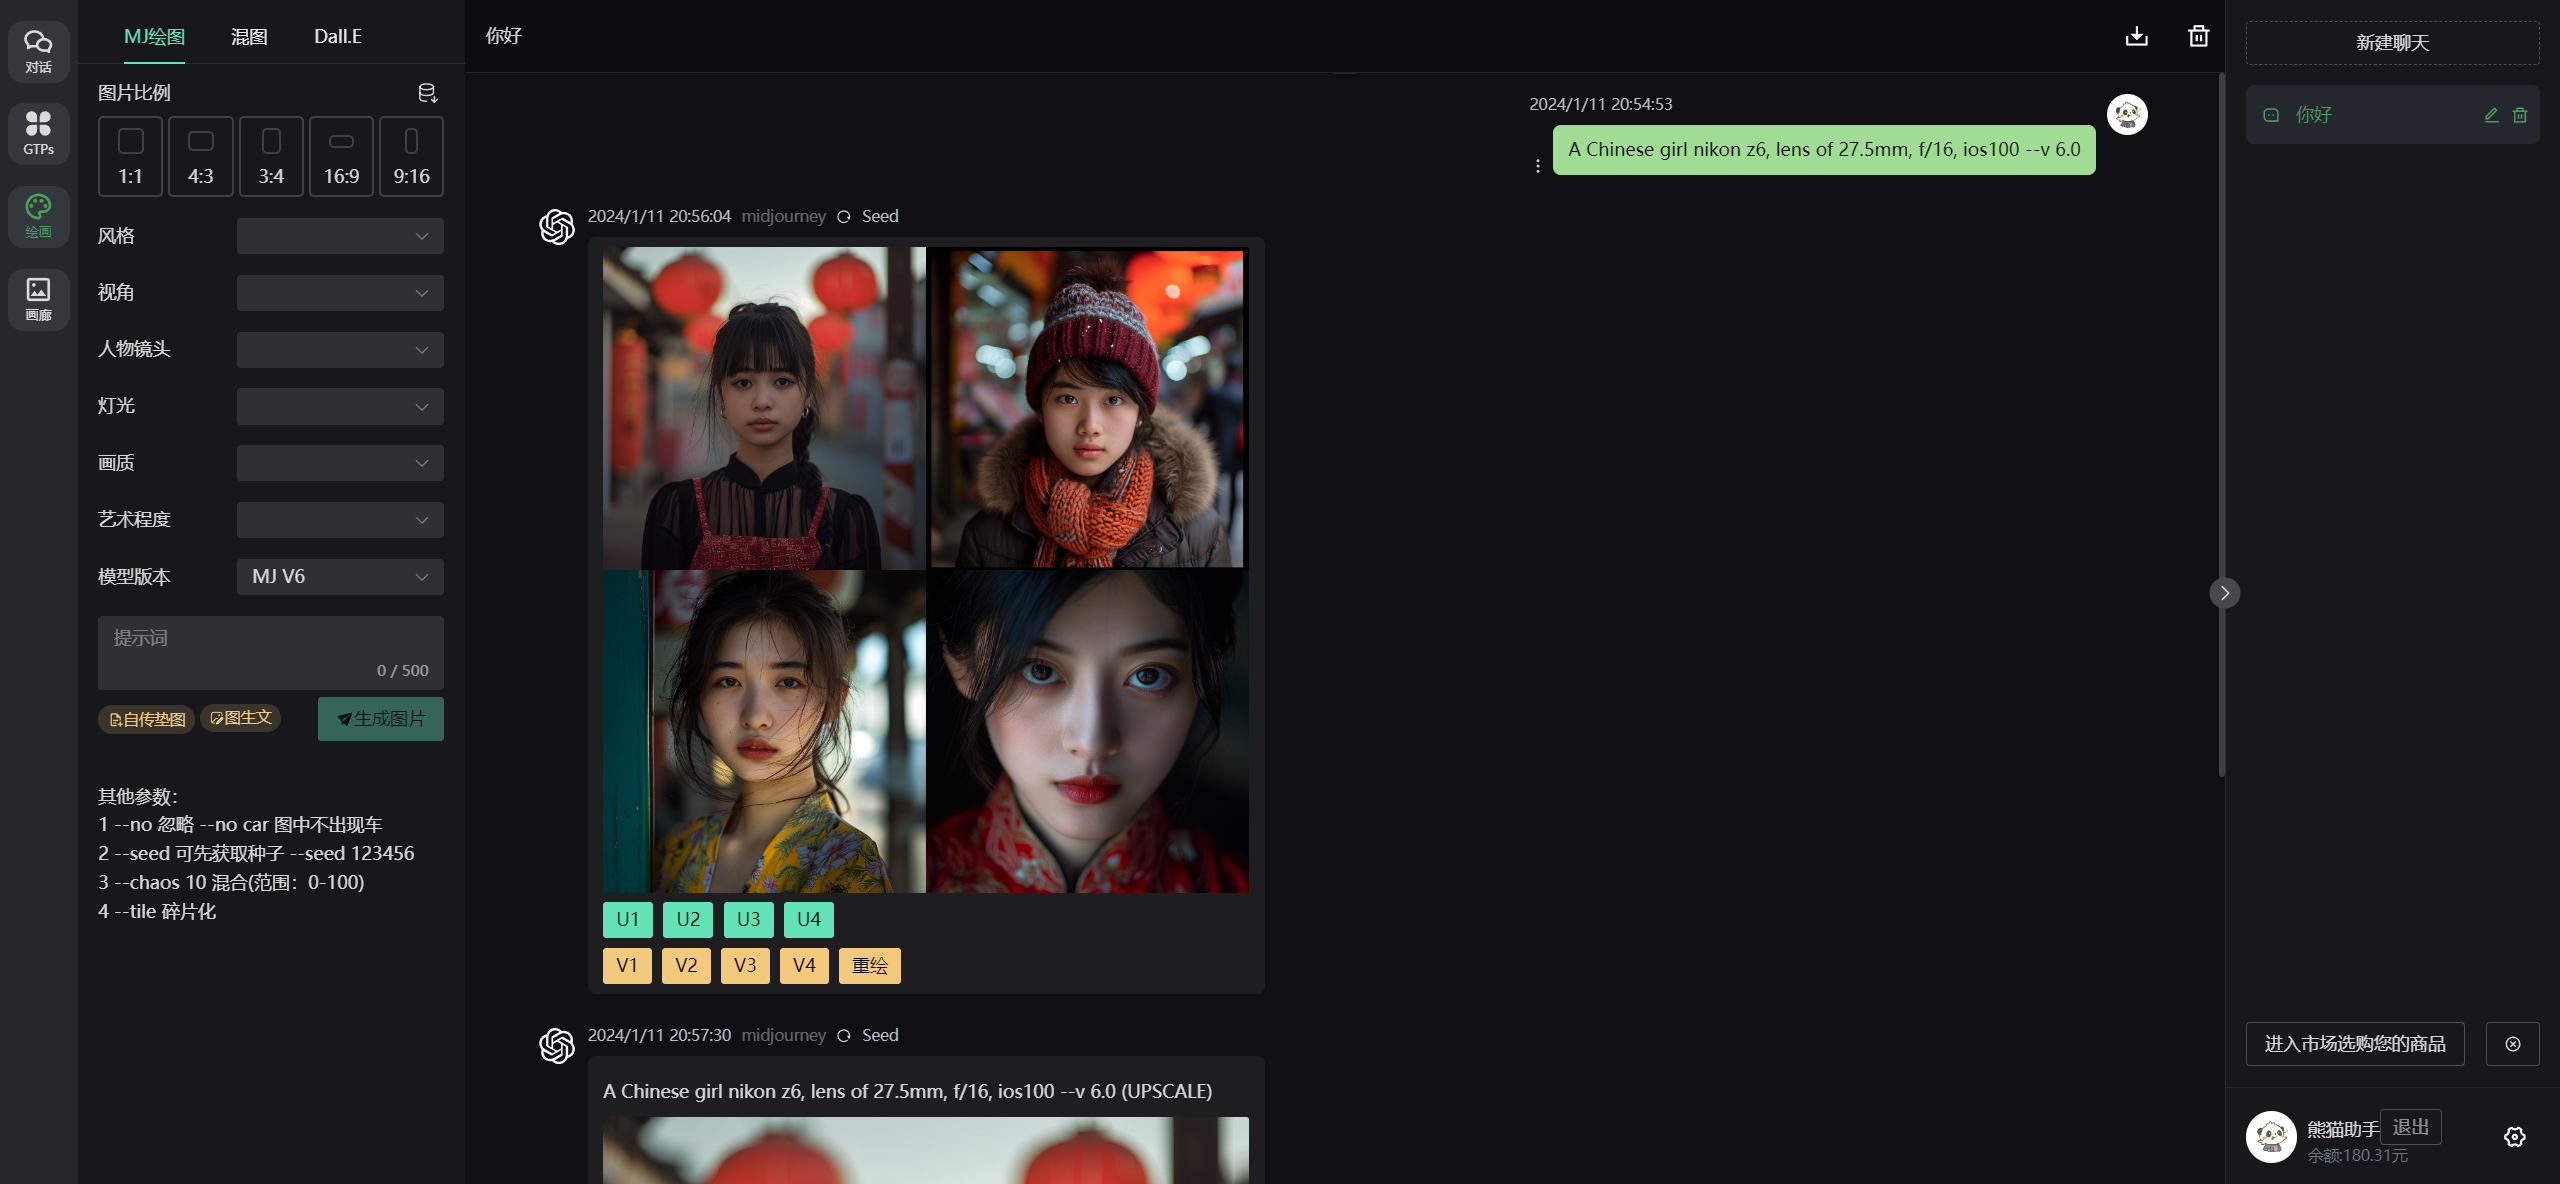 对话
GTPs
绘画
画廊
MJ绘图 混图 Dall.E
图片比例
1:1 4:3 3:4 16:9 9:16
风格
视角
人物镜头
灯光
画质
艺术程度
模型版本 MJ V6
提示词
0 / 500
自传垫图 图生文 生成图片
其他参数：
1 --no 忽略 --no car 图中不出现车
2 --seed 可先获取种子 --seed 123456
3 --chaos 10 混合(范围：0-100)
4 --tile 碎片化
你好
2024/1/11 20:54:53
A Chinese girl nikon z6, lens of 27.5mm, f/16, ios100 --v 6.0
2024/1/11 20:56:04 midjourney Seed
U1 U2 U3 U4
V1 V2 V3 V4 重绘
2024/1/11 20:57:30 midjourney Seed
A Chinese girl nikon z6, lens of 27.5mm, f/16, ios100 --v 6.0 (UPSCALE)
新建聊天
你好
进入市场选购您的商品
熊猫助手 退出
余额:180.31元